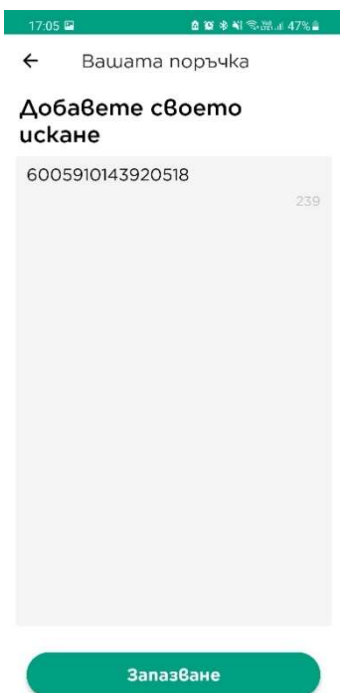 17:05 47%
Вашата поръчка
Добавете своето
искане
6005910143920518
239
Запазване